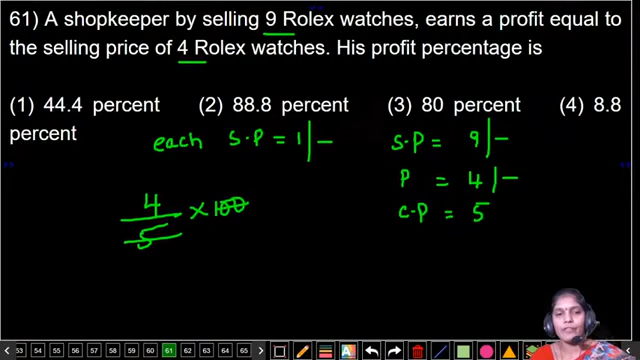 61) A shopkeeper by selling 9 Rolex watches, earns a profit equal to
the selling price of 4 Rolex watches. His profit percentage is
(1) 44.4 percent (2) 88.8 percent (3) 80 percent (4) 8.8
percent
each S.P = 1/- S.P = 9/-
P = 4/-
4/5 × 100 C.P = 5
53 54 55 56 57 58 59 60 61 62 63 64 65